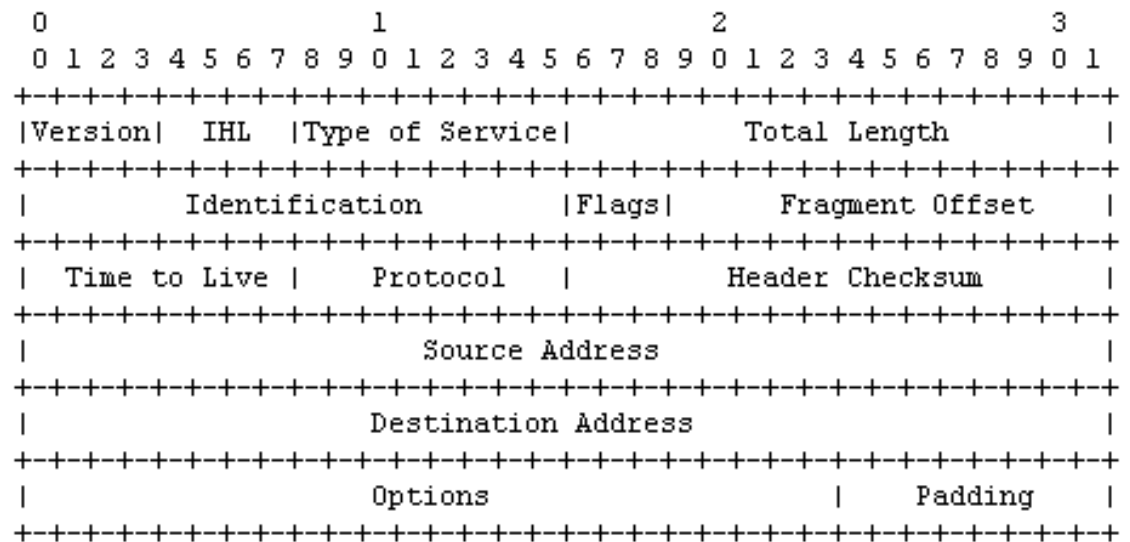 0                   1                   2                   3
 0 1 2 3 4 5 6 7 8 9 0 1 2 3 4 5 6 7 8 9 0 1 2 3 4 5 6 7 8 9 0 1
+-+-+-+-+-+-+-+-+-+-+-+-+-+-+-+-+-+-+-+-+-+-+-+-+-+-+-+-+-+-+-+-+
|Version|  IHL  |Type of Service|          Total Length         |
+-+-+-+-+-+-+-+-+-+-+-+-+-+-+-+-+-+-+-+-+-+-+-+-+-+-+-+-+-+-+-+-+
|         Identification        |Flags|      Fragment Offset    |
+-+-+-+-+-+-+-+-+-+-+-+-+-+-+-+-+-+-+-+-+-+-+-+-+-+-+-+-+-+-+-+-+
|  Time to Live |    Protocol   |         Header Checksum       |
+-+-+-+-+-+-+-+-+-+-+-+-+-+-+-+-+-+-+-+-+-+-+-+-+-+-+-+-+-+-+-+-+
|                       Source Address                          |
+-+-+-+-+-+-+-+-+-+-+-+-+-+-+-+-+-+-+-+-+-+-+-+-+-+-+-+-+-+-+-+-+
|                    Destination Address                        |
+-+-+-+-+-+-+-+-+-+-+-+-+-+-+-+-+-+-+-+-+-+-+-+-+-+-+-+-+-+-+-+-+
|                    Options                    |    Padding    |
+-+-+-+-+-+-+-+-+-+-+-+-+-+-+-+-+-+-+-+-+-+-+-+-+-+-+-+-+-+-+-+-+